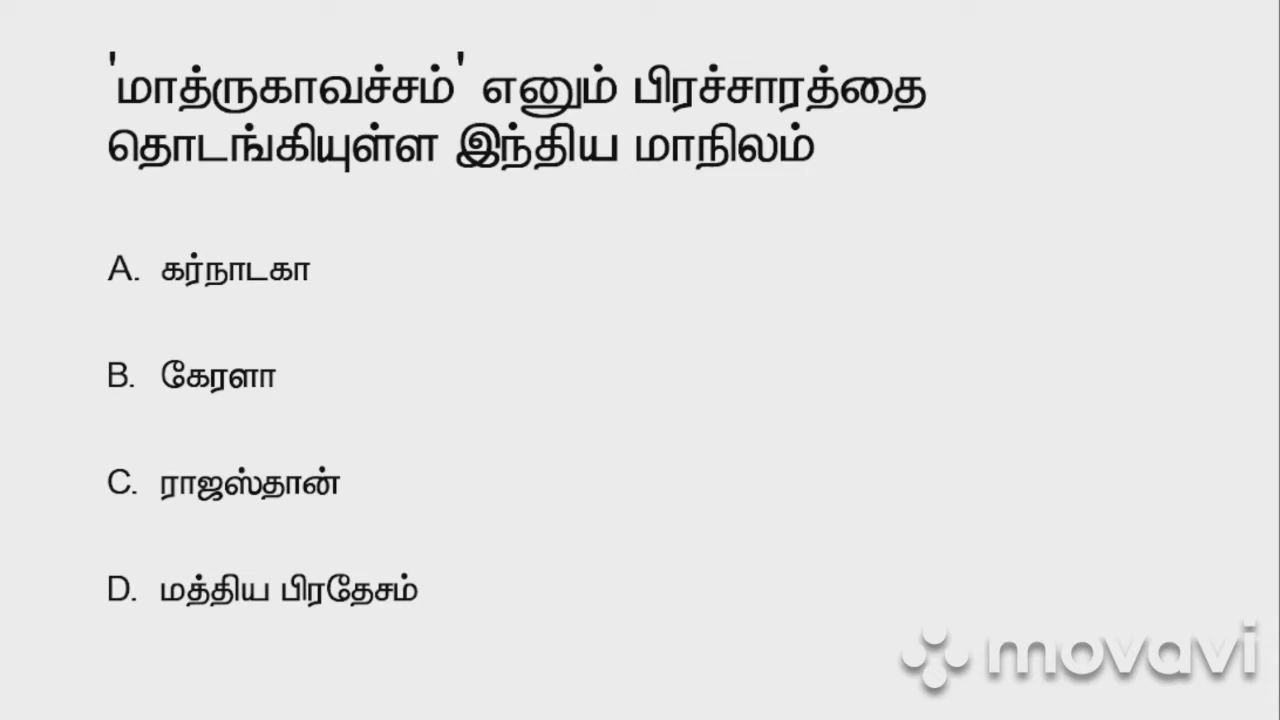 'மாத்ருகாவச்சம்' எனும் பிரச்சாரத்தை
தொடங்கியுள்ள இந்திய மாநிலம்
A. கர்நாடகா
B. கேரளா
C. ராஜஸ்தான்
D. மத்திய பிரதேசம்
movavi